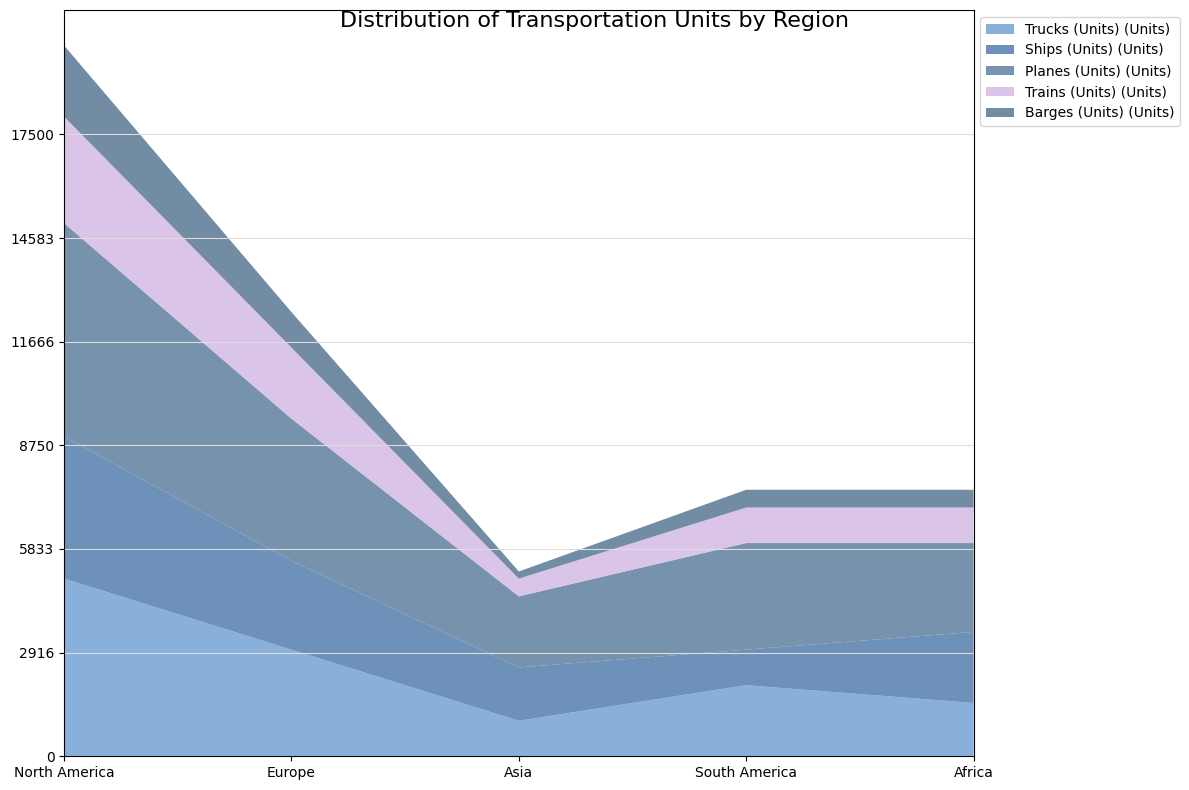 Distribution of Transportation Units by Region
Trucks (Units) (Units)
Ships (Units) (Units)
Planes (Units) (Units)
Trains (Units) (Units)
Barges (Units) (Units)
17500
14583
11666
8750
5833
2916
0
North America Europe Asia South America Africa